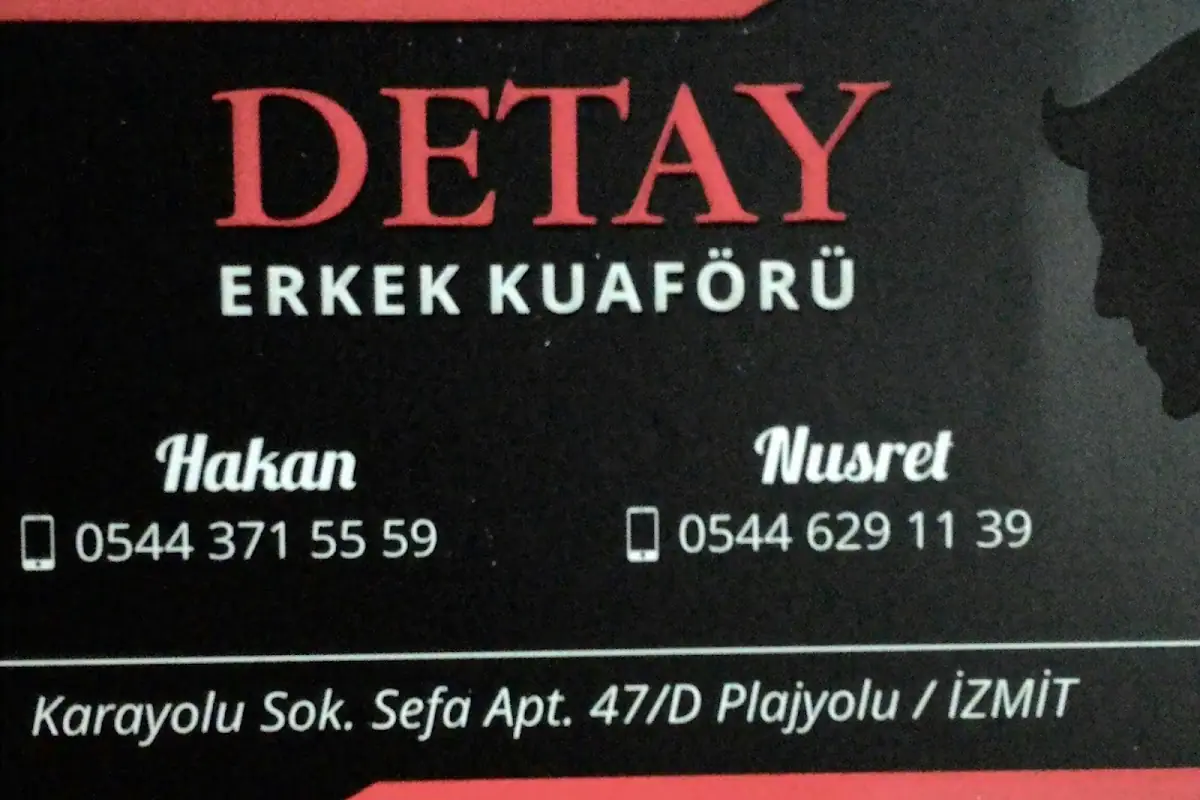 DETAY
ERKEK KUAFÖRÜ
Hakan
0544 371 55 59
Nusret
0544 629 11 39
Karayolu Sok. Sefa Apt. 47/D Plajyolu / İZMİT